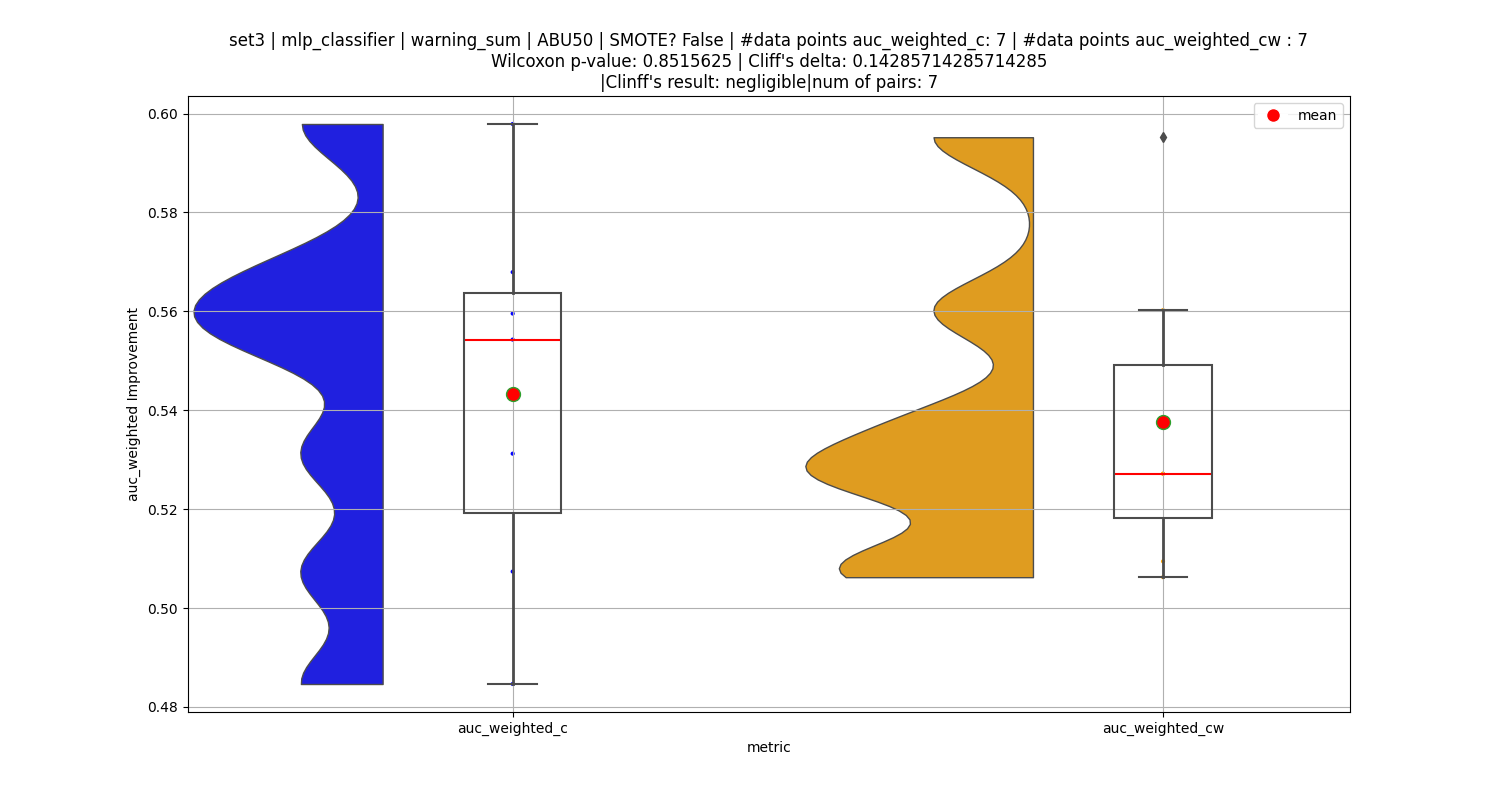 set3 | mlp_classifier | warning_sum | ABU50 | SMOTE? False | #data points auc_weighted_c: 7 | #data points auc_weighted_cw : 7
Wilcoxon p-value: 0.8515625 | Cliff's delta: 0.14285714285714285
|Clinff's result: negligible|num of pairs: 7
mean
0.60
0.58
0.56
0.54
0.52
0.50
0.48
auc_weighted Improvement
auc_weighted_c
auc_weighted_cw
metric